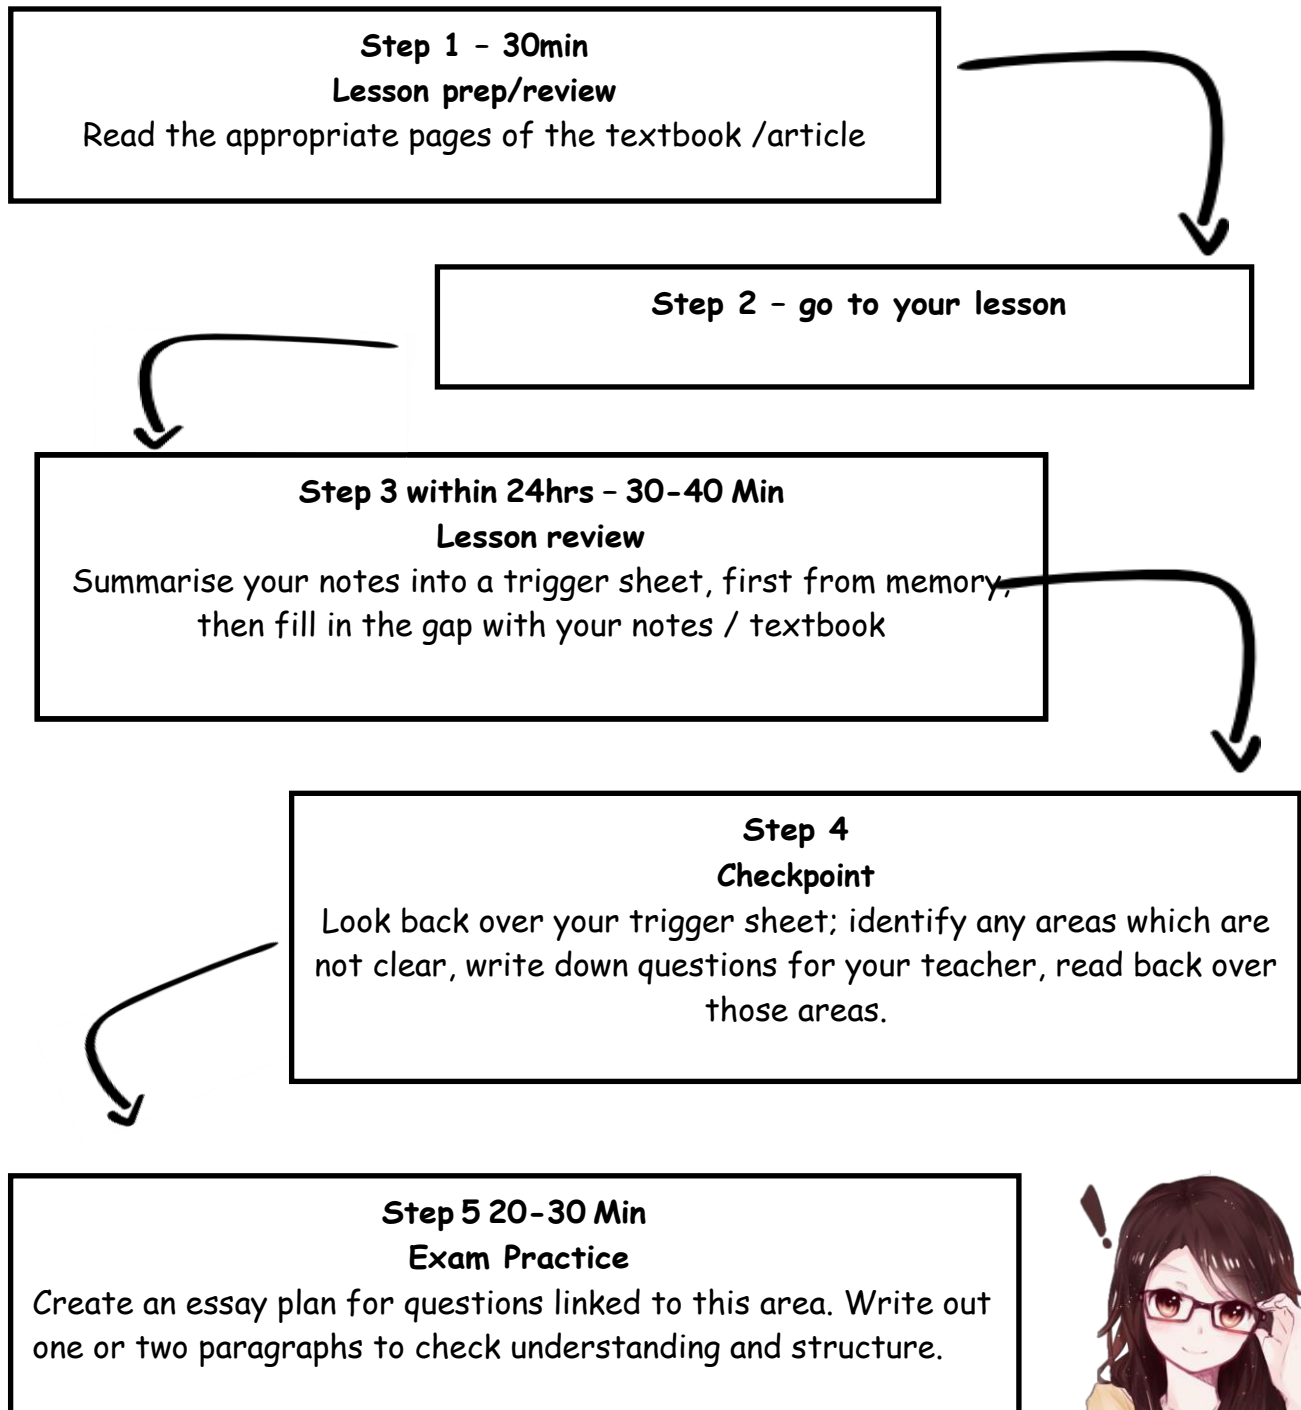 Step 1 – 30min
Lesson prep/review
Read the appropriate pages of the textbook /article
Step 2 – go to your lesson
Step 3 within 24hrs – 30-40 Min
Lesson review
Summarise your notes into a trigger sheet, first from memory,
then fill in the gap with your notes / textbook
Step 4
Checkpoint
Look back over your trigger sheet; identify any areas which are
not clear, write down questions for your teacher, read back over
those areas.
Step 5 20-30 Min
Exam Practice
Create an essay plan for questions linked to this area. Write out
one or two paragraphs to check understanding and structure.